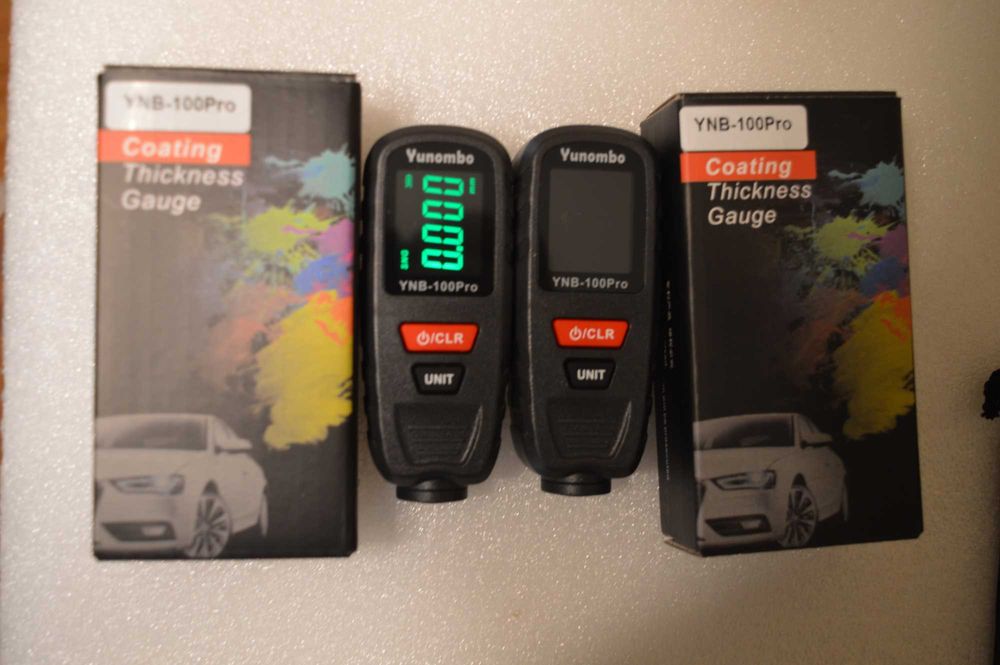 YNB-100Pro
Coating
Thickness
Gauge
Yunombo
0.000
YNB-100Pro
/CLR
UNIT
Yunombo
YNB-100Pro
/CLR
UNIT
YNB-100Pro
Coating
Thickness
Gauge